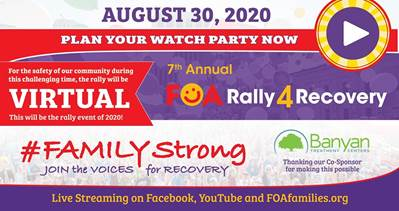 AUGUST 30, 2020
PLAN YOUR WATCH PARTY NOW
For the safety of our community during
this challenging time, the rally will be
VIRTUAL
This will be the rally event of 2020!
7th Annual
FOA Rally 4 Recovery
#FAMILYStrong
JOIN the VOICES for RECOVERY
Banyan
TREATMENT CENTERS
Thanking our Co-Sponsor
for making this possible
Live Streaming on Facebook, YouTube and FOAfamilies.org